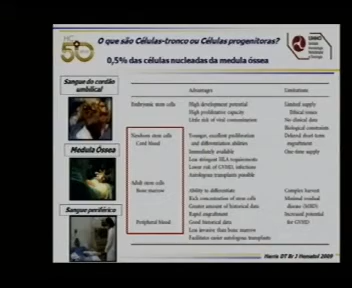 HC
50
O que são Células-tronco ou Células progenitoras?
0,5% das células nucleadas da medula óssea
Sangue do cordão
umbilical
Medula Óssea
Sangue periférico
Advantages
Limitations
Embryonic stem cells
High development potential
Limited supply
High proliferative capacity
Ethical issues
Little risk of viral contamination
No clinical data
Biological constraints
Newborn stem cells
Younger, excellent proliferation
Delayed short term
Cord blood
and differentiation abilities
engraftment
Immediately available
One-time supply
Less stringent HLA requirements
Lower risk of GVHD, infections
Autologous transplants possible
Adult stem cells
Bone marrow
Ability to differentiate
Complex harvest
Rich concentration of stem cells
Minimal residual
Greater amount of historical data
disease (MRD)
Rapid engraftment
Increased potential
Peripheral blood
Good historical data
for GVHD
Less invasive than bone marrow
Facilitates easier autologous transplants
Harris DT Br J Hematol 2009